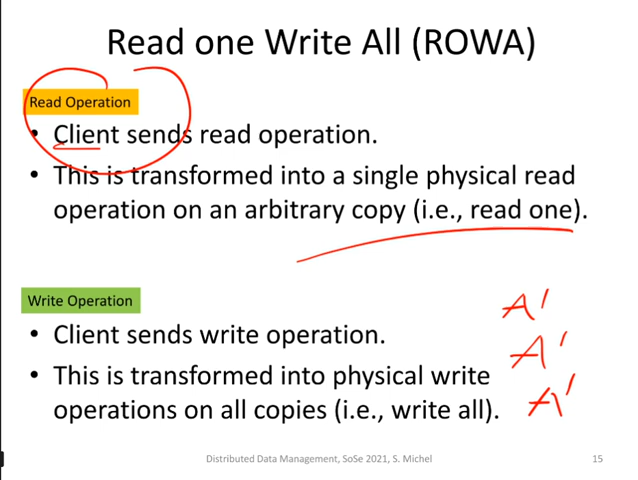 Read one Write All (ROWA)
Read Operation
• Client sends read operation.
• This is transformed into a single physical read
operation on an arbitrary copy (i.e., read one).
A'
Write Operation
A'
• Client sends write operation.
• This is transformed into physical write
A'
operations on all copies (i.e., write all).
Distributed Data Management, SoSe 2021, S. Michel
15